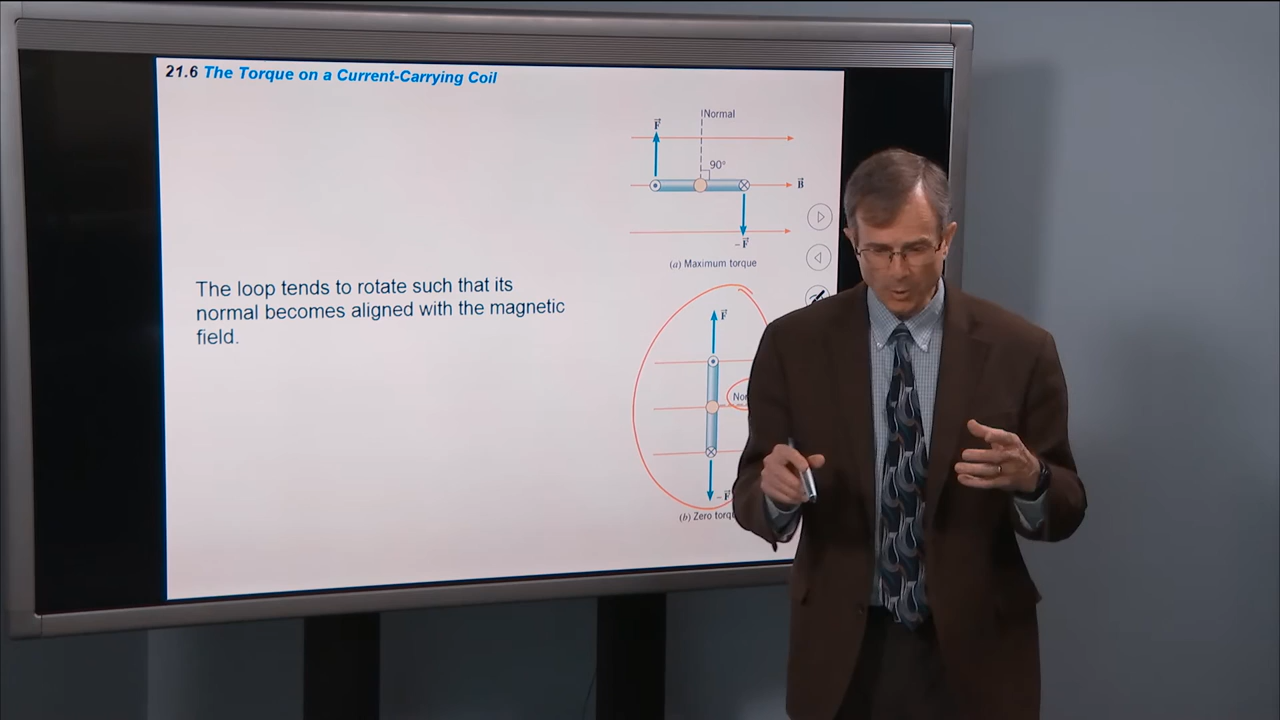 21.6 The Torque on a Current-Carrying Coil
Normal
F
90°
B
-F
(a) Maximum torque
The loop tends to rotate such that its
normal becomes aligned with the magnetic
field.
F
-F
(b) Zero